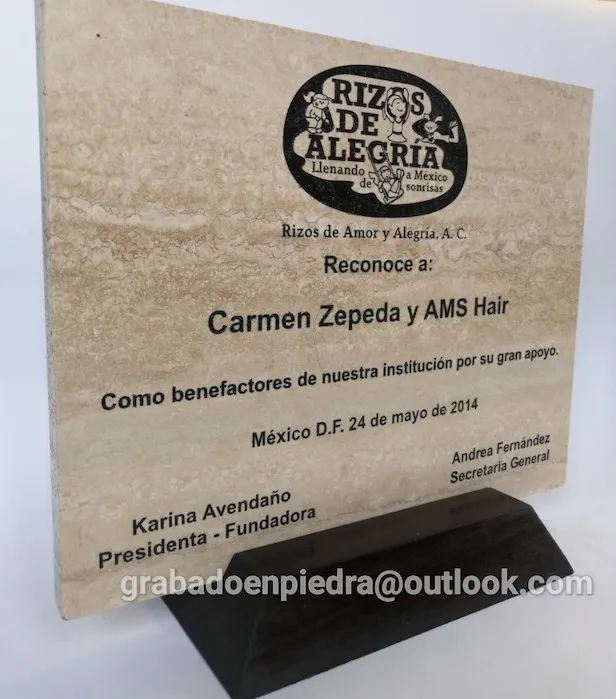 RIZOS
DE
ALEGRÍA
Llenando a México
de sonrisas
Rizos de Amor y Alegría, A. C.
Reconoce a:
Carmen Zepeda y AMS Hair
Como benefactores de nuestra institución por su gran apoyo.
México D.F. 24 de mayo de 2014
Andrea Fernández
Secretaria General
Karina Avendaño
Presidenta - Fundadora
grabadoenpiedra@outlook.com